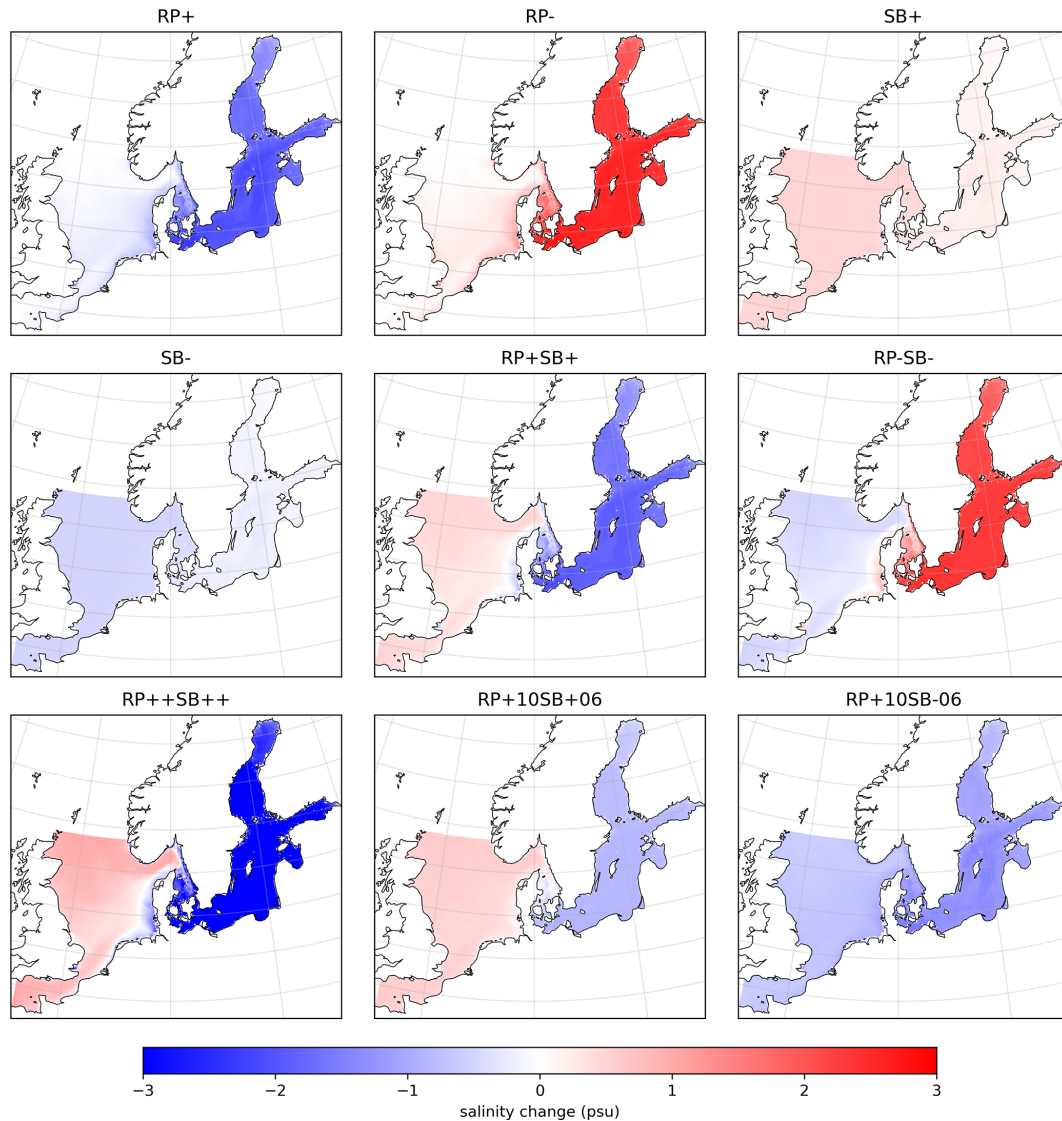 RP+
RP-
SB+
SB-
RP+SB+
RP-SB-
RP++SB++
RP+10SB+06
RP+10SB-06
−3 −2 −1 0 1 2 3
salinity change (psu)